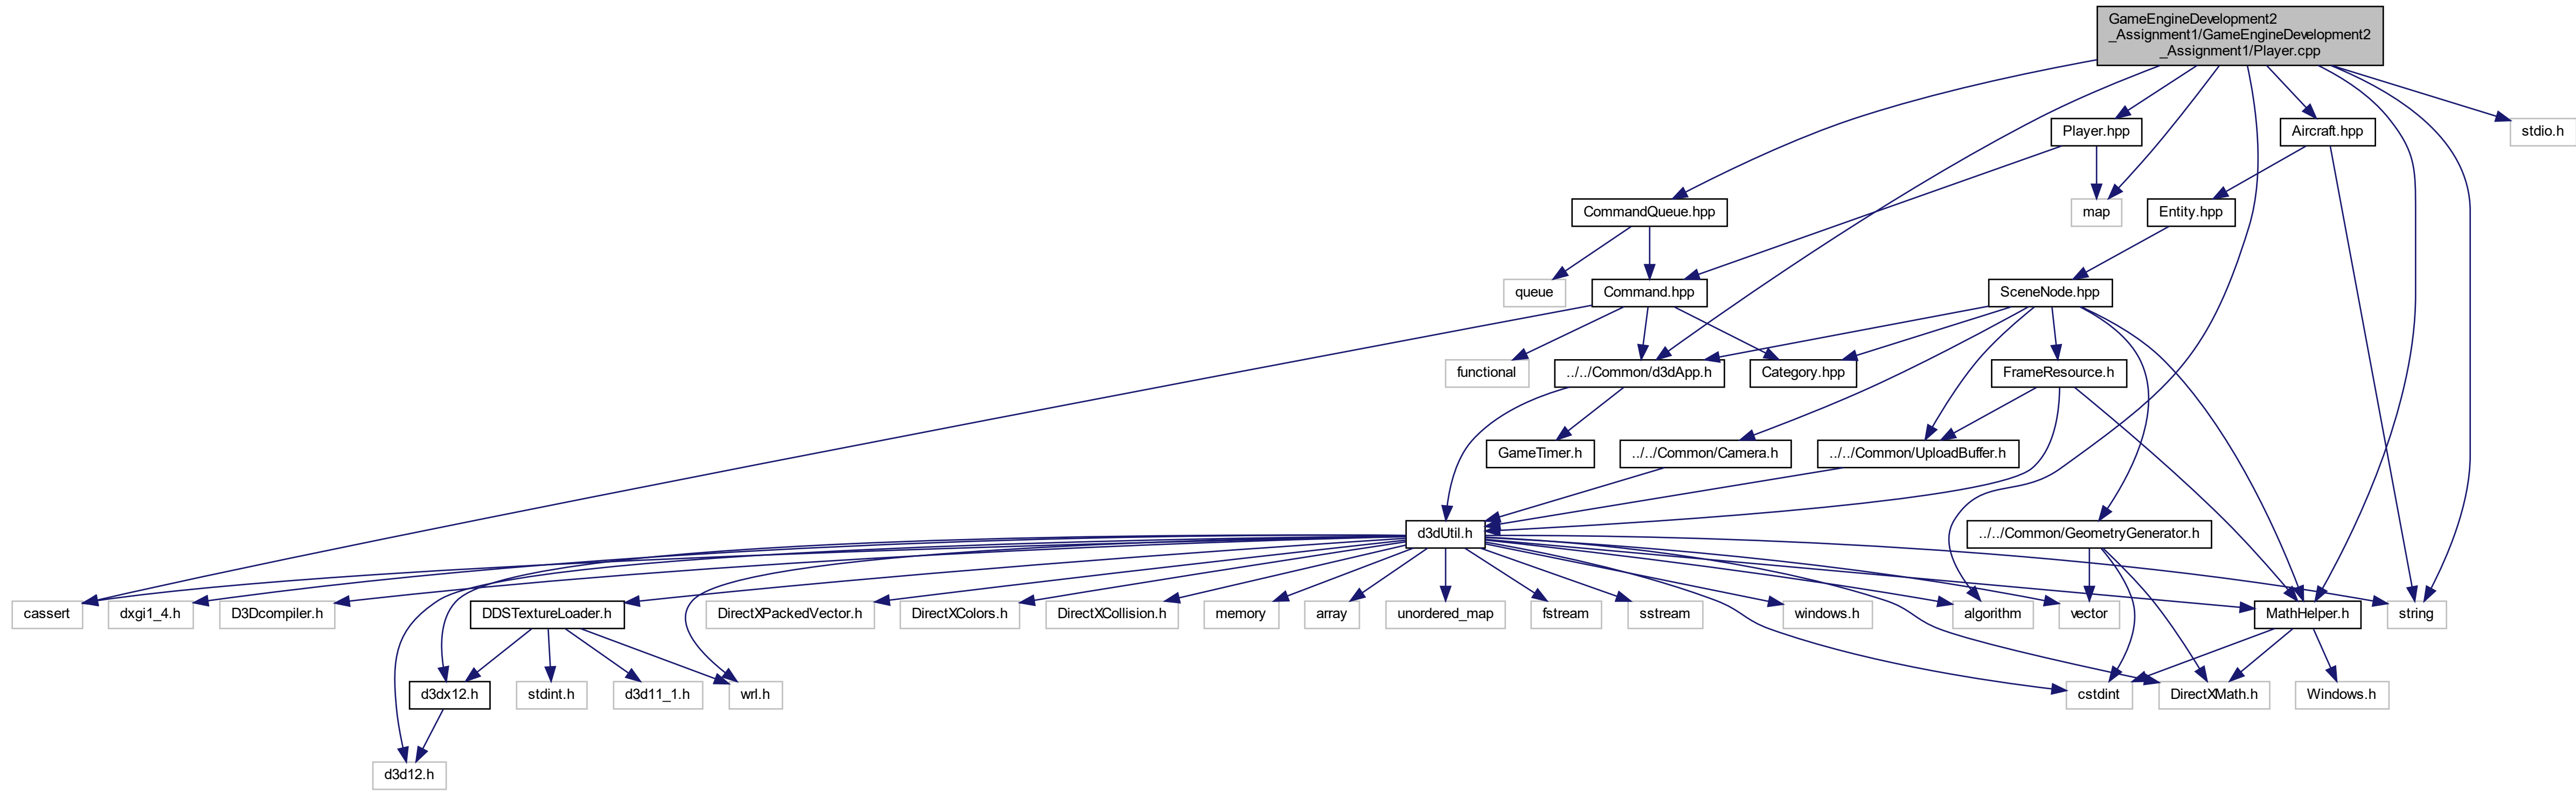 GameEngineDevelopment2
_Assignment1/GameEngineDevelopment2
_Assignment1/Player.cpp
Player.hpp
Aircraft.hpp
stdio.h
CommandQueue.hpp
map
Entity.hpp
queue
Command.hpp
SceneNode.hpp
functional
../../Common/d3dApp.h
Category.hpp
FrameResource.h
GameTimer.h
../../Common/Camera.h
../../Common/UploadBuffer.h
d3dUtil.h
../../Common/GeometryGenerator.h
cassert
dxgi1_4.h
D3Dcompiler.h
DDSTextureLoader.h
DirectXPackedVector.h
DirectXColors.h
DirectXCollision.h
memory
array
unordered_map
fstream
sstream
windows.h
algorithm
vector
MathHelper.h
string
d3dx12.h
stdint.h
d3d11_1.h
wrl.h
cstdint
DirectXMath.h
Windows.h
d3d12.h